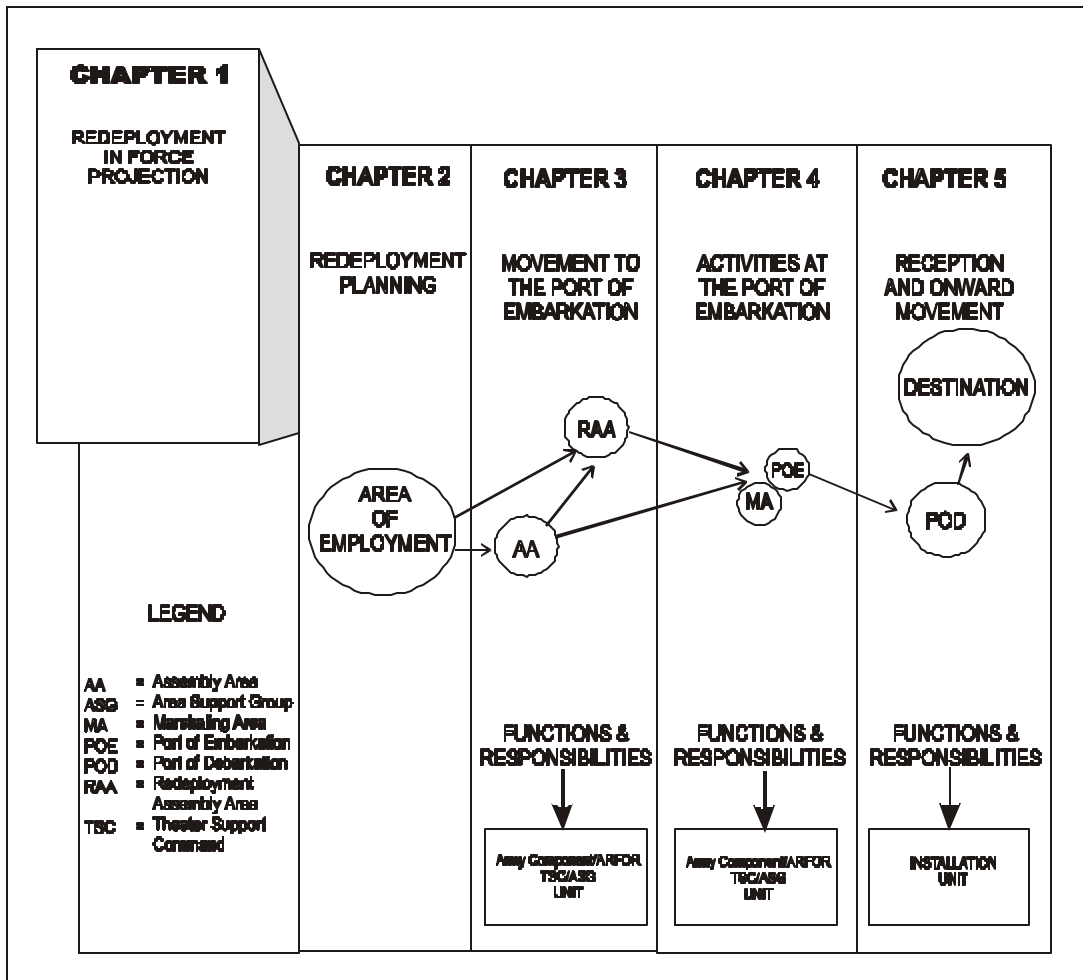 CHAPTER 1
REDEPLOYMENT
IN FORCE
PROJECTION
CHAPTER 2
REDEPLOYMENT
PLANNING
CHAPTER 3
MOVEMENT TO
THE PORT OF
EMBARKATION
CHAPTER 4
ACTIVITIES AT
THE PORT OF
EMBARKATION
CHAPTER 5
RECEPTION
AND ONWARD
MOVEMENT
AREA
OF
EMPLOYMENT
RAA
AA
POE
MA
POD
DESTINATION
LEGEND
AA = Assembly Area
ASG = Area Support Group
MA = Marshaling Area
POE = Port of Embarkation
POD = Port of Debarkation
RAA = Redeployment
Assembly Area
TSC = Theater Support
Command
FUNCTIONS &
RESPONSIBILITIES
Army Component/ARFOR
TSC/ASG
UNIT
FUNCTIONS &
RESPONSIBILITIES
Army Component/ARFOR
TSC/ASG
UNIT
FUNCTIONS &
RESPONSIBILITIES
INSTALLATION
UNIT